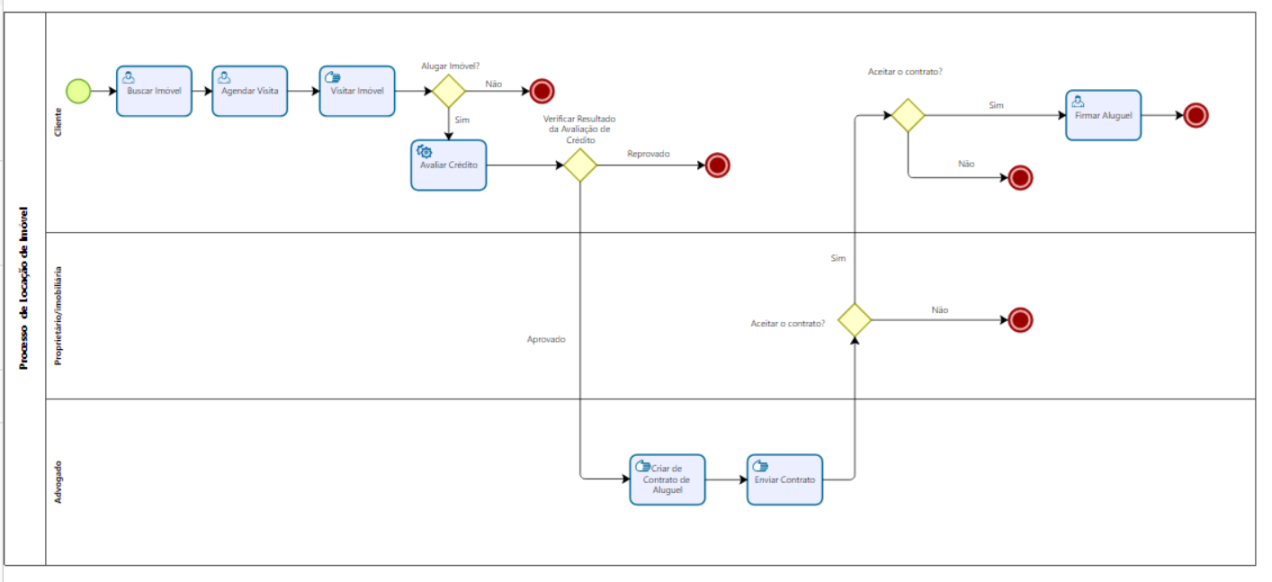 Processo de Locação de Imóvel
Cliente
Buscar Imóvel
Agendar Visita
Visitar Imóvel
Alugar Imóvel?
Não
Sim
Avaliar Crédito
Verificar Resultado
da Avaliação de
Crédito
Reprovado
Aceitar o contrato?
Sim
Firmar Aluguel
Não
Proprietário/imobiliária
Aprovado
Sim
Aceitar o contrato?
Não
Advogado
Criar de
Contrato de
Aluguel
Enviar Contrato